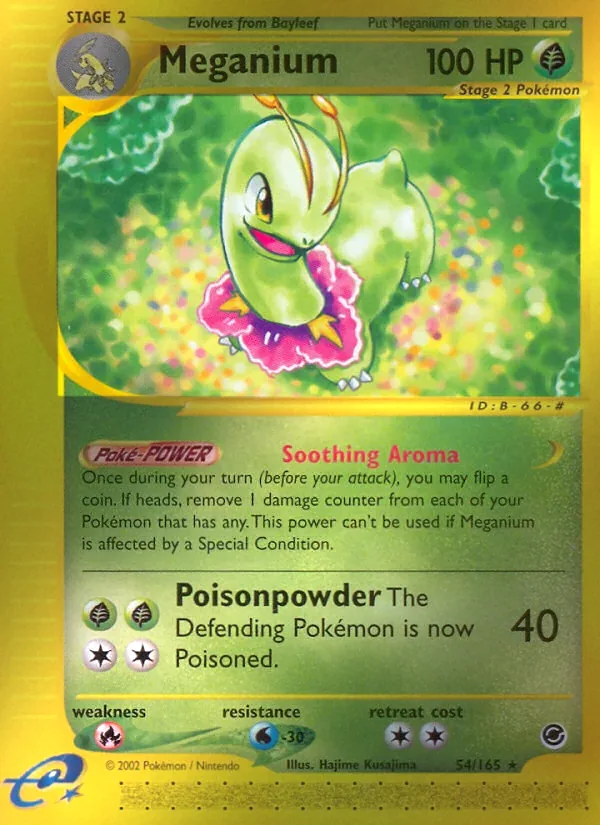 STAGE 2
Evolves from Bayleef
Put Meganium on the Stage 1 card
Meganium
100 HP
Stage 2 Pokémon
ID:B-66-#
Poké-POWER
Soothing Aroma
Once during your turn (before your attack), you may flip a
coin. If heads, remove 1 damage counter from each of your
Pokémon that has any. This power can't be used if Meganium
is affected by a Special Condition.
Poisonpowder The
Defending Pokémon is now
Poisoned.
40
weakness
resistance
retreat cost
-30
© 2002 Pokémon / Nintendo
Illus. Hajime Kusajima
54/165 ★
e